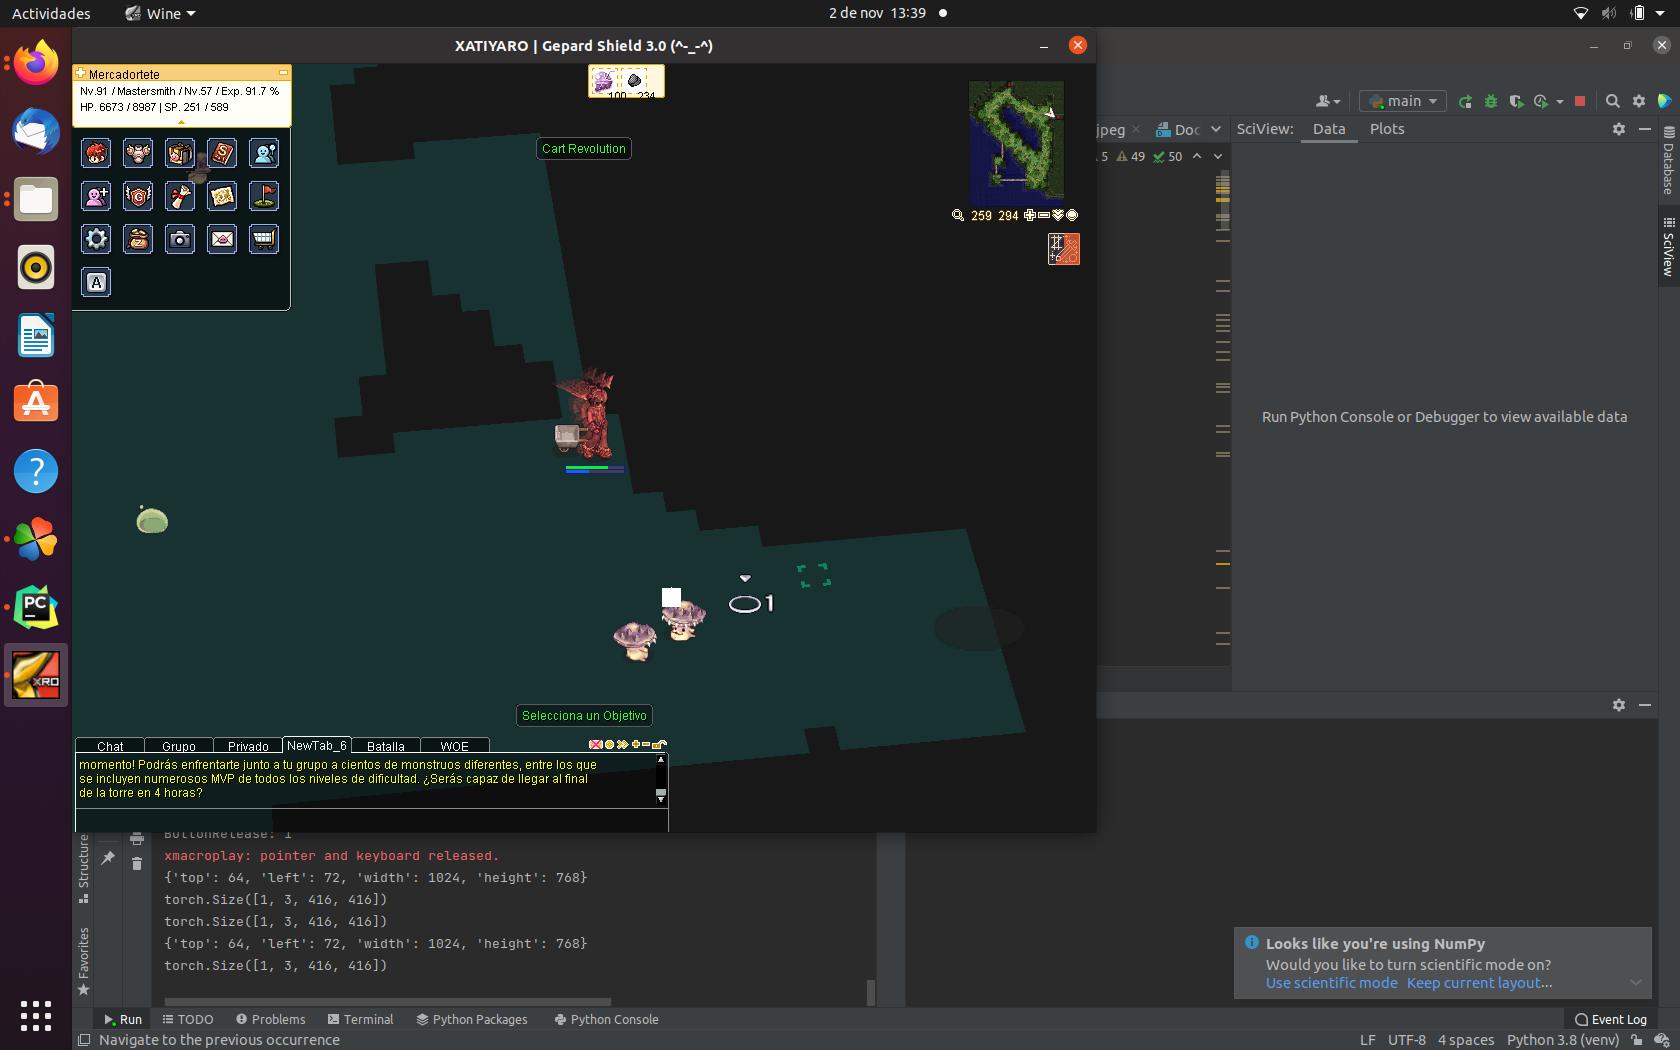 Actividades
Wine
2 de nov 13:39
XATIYARO | Gepard Shield 3.0 (^-_-^)
Mercadortete
Nv.91 / Mastersmith / Nv.57 / Exp. 91.7 %
HP. 6673 / 8987 | SP. 251 / 589
100 234
Cart Revolution
259 294
A
main
jpeg
Doc
SciView:
Data
Plots
5 49 50
Database
SciView
Run Python Console or Debugger to view available data
PC
XRO
1
Selecciona un Objetivo
Chat
Grupo
Privado
NewTab_6
Batalla
WOE
momento! Podrás enfrentarte junto a tu grupo a cientos de monstruos diferentes, entre los que
se incluyen numerosos MVP de todos los niveles de dificultad. ¿Serás capaz de llegar al final
de la torre en 4 horas?
ButtonRelease: 1
xmacroplay: pointer and keyboard released.
{'top': 64, 'left': 72, 'width': 1024, 'height': 768}
torch.Size([1, 3, 416, 416])
torch.Size([1, 3, 416, 416])
{'top': 64, 'left': 72, 'width': 1024, 'height': 768}
torch.Size([1, 3, 416, 416])
Structure
Favorites
Looks like you're using NumPy
Would you like to turn scientific mode on?
Use scientific mode Keep current layout...
Run
TODO
Problems
Terminal
Python Packages
Python Console
Event Log
Navigate to the previous occurrence
LF UTF-8 4 spaces Python 3.8 (venv)